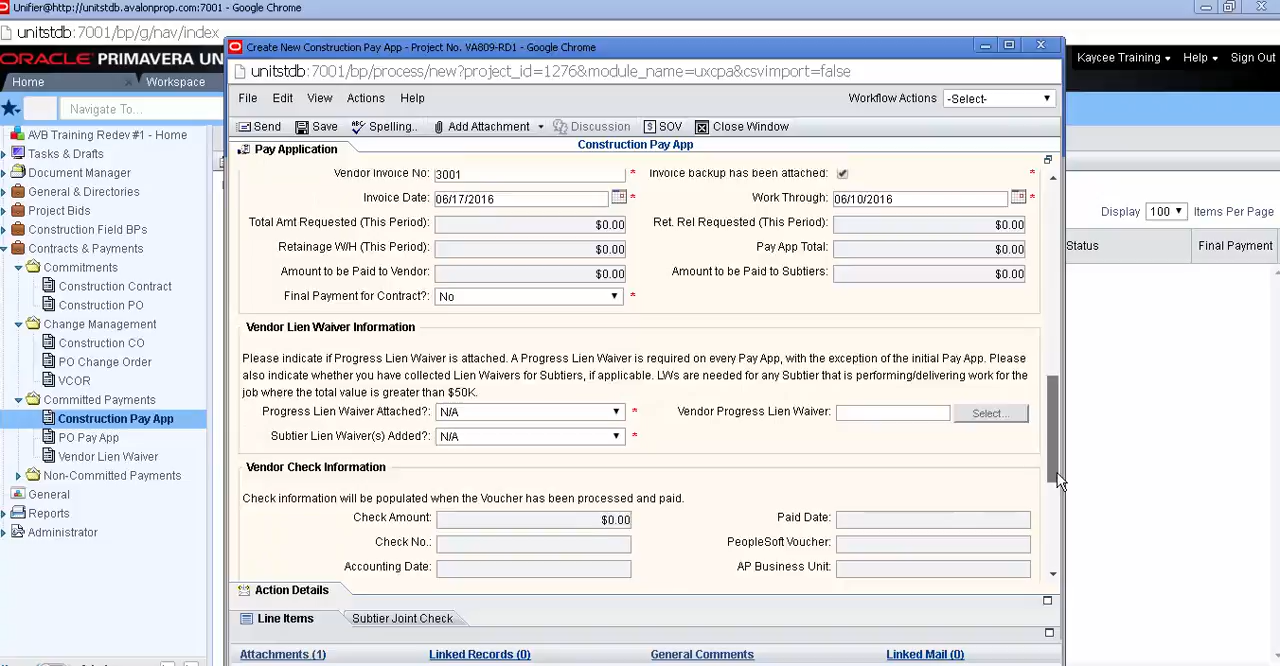 Unifier@http://unitstdb.avalonprop.com:7001 - Google Chrome
unitstdb:7001/bp/g/nav/index
ORACLE PRIMAVERA UN
Kaycee Training Help Sign Out
Home Workspace
Navigate To...
AVB Training Redev #1 - Home
Tasks & Drafts
Document Manager
General & Directories
Project Bids
Construction Field BPs
Contracts & Payments
Commitments
Construction Contract
Construction PO
Change Management
Construction CO
PO Change Order
VCOR
Committed Payments
Construction Pay App
PO Pay App
Vendor Lien Waiver
Non-Committed Payments
General
Reports
Administrator
Create New Construction Pay App - Project No. VA809-RD1 - Google Chrome
unitstdb:7001/bp/process/new?project_id=1276&module_name=uxcpa&csvimport=false
File Edit View Actions Help Workflow Actions -Select-
Send Save Spelling.. Add Attachment Discussion SOV Close Window
Construction Pay App
Pay Application
Vendor Invoice No: 3001 * Invoice backup has been attached: *
Invoice Date: 06/17/2016 * Work Through: 06/10/2016 *
Total Amt Requested (This Period): $0.00 Ret. Rel Requested (This Period): $0.00
Retainage W/H (This Period): $0.00 Pay App Total: $0.00
Amount to be Paid to Vendor: $0.00 Amount to be Paid to Subtiers: $0.00
Final Payment for Contract?: No *
Vendor Lien Waiver Information
Please indicate if Progress Lien Waiver is attached. A Progress Lien Waiver is required on every Pay App, with the exception of the initial Pay App. Please
also indicate whether you have collected Lien Waivers for Subtiers, if applicable. LWs are needed for any Subtier that is performing/delivering work for the
job where the total value is greater than $50K.
Progress Lien Waiver Attached?: N/A * Vendor Progress Lien Waiver: Select...
Subtier Lien Waiver(s) Added?: N/A *
Vendor Check Information
Check information will be populated when the Voucher has been processed and paid.
Check Amount: $0.00 Paid Date:
Check No.: PeopleSoft Voucher:
Accounting Date: AP Business Unit:
Action Details
Line Items Subtier Joint Check
Attachments (1) Linked Records (0) General Comments Linked Mail (0)
Display 100 Items Per Page
Status Final Payment